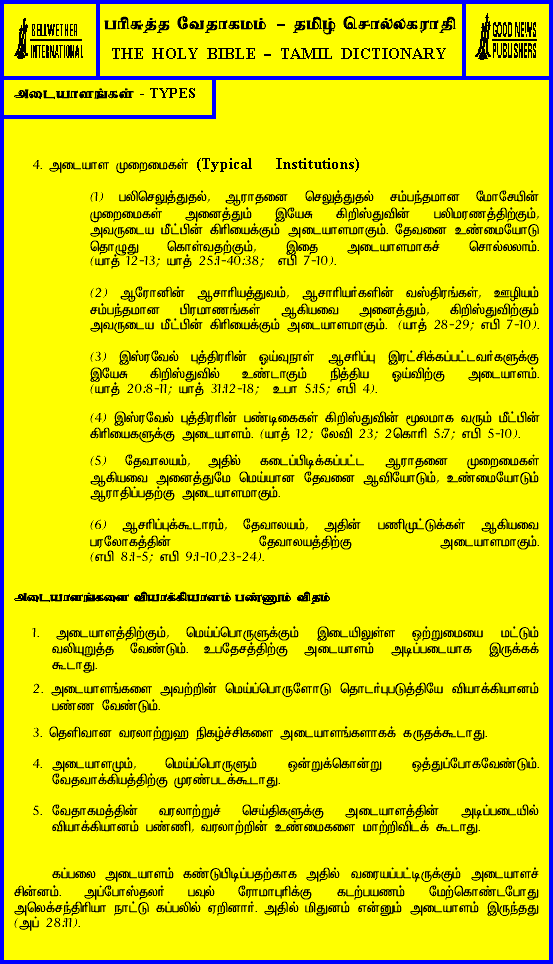 BELLWETHER
INTERNATIONAL
பரிசுத்த வேதாகமம் – தமிழ் சொல்லகராதி
THE HOLY BIBLE – TAMIL DICTIONARY
GOOD NEWS
PUBLISHERS
அடையாளங்கள் - TYPES
4. அடையாள முறைமைகள் (Typical Institutions)
(1) பலிசெலுத்துதல், ஆராதனை செலுத்துதல் சம்பந்தமான மோசேயின்
முறைமைகள் அனைத்தும் இயேசு கிறிஸ்துவின் பலிமரணத்திற்கும்,
அவருடைய மீட்பின் கிரியைக்கும் அடையாளமாகும். தேவனை உண்மையோடு
தொழுது கொள்வதற்கும், இதை அடையாளமாகச் சொல்லலாம்.
(யாத் 12-13; யாத் 25:1-40:38; எபி 7-10).
(2) ஆரோனின் ஆசாரியத்துவம், ஆசாரியர்களின் வஸ்திரங்கள், ஊழியம்
சம்பந்தமான பிரமாணங்கள் ஆகியவை அனைத்தும், கிறிஸ்துவிற்கும்
அவருடைய மீட்பின் கிரியைக்கும் அடையாளமாகும். (யாத் 28-29; எபி 7-10).
(3) இஸ்ரவேல் புத்திரரின் ஓய்வுநாள் ஆசரிப்பு இரட்சிக்கப்பட்டவர்களுக்கு
இயேசு கிறிஸ்துவில் உண்டாகும் நித்திய ஓய்விற்கு அடையாளம்.
(யாத் 20:8-11; யாத் 31:12-18; உபா 5:15; எபி 4).
(4) இஸ்ரவேல் புத்திரரின் பண்டிகைகள் கிறிஸ்துவின் மூலமாக வரும் மீட்பின்
கிரியைகளுக்கு அடையாளம். (யாத் 12; லேவி 23; 2கொரி 5:7; எபி 5-10).
(5) தேவாலயம், அதில் கடைப்பிடிக்கப்பட்ட ஆராதனை முறைமைகள்
ஆகியவை அனைத்துமே மெய்யான தேவனை ஆவியோடும், உண்மையோடும்
ஆராதிப்பதற்கு அடையாளமாகும்.
(6) ஆசரிப்புக்கூடாரம், தேவாலயம், அதின் பணிமுட்டுக்கள் ஆகியவை
பரலோகத்தின் தேவாலயத்திற்கு அடையாளமாகும்.
(எபி 8:1-5; எபி 9:1-10,23-24).
அடையாளங்களை வியாக்கியானம் பண்ணும் விதம்
1. அடையாளத்திற்கும், மெய்ப்பொருளுக்கும் இடையிலுள்ள ஒற்றுமையை மட்டும்
வலியுறுத்த வேண்டும். உபதேசத்திற்கு அடையாளம் அடிப்படையாக இருக்கக்
கூடாது.
2. அடையாளங்களை அவற்றின் மெய்ப்பொருளோடு தொடர்புபடுத்தியே வியாக்கியானம்
பண்ண வேண்டும்.
3. தெளிவான வரலாற்றுஹ நிகழ்ச்சிகளை அடையாளங்களாகக் கருதக்கூடாது.
4. அடையாளமும், மெய்ப்பொருளும் ஒன்றுக்கொன்று ஒத்துப்போகவேண்டும்.
வேதவாக்கியத்திற்கு முரண்படக்கூடாது.
5. வேதாகமத்தின் வரலாற்றுச் செய்திகளுக்கு அடையாளத்தின் அடிப்படையில்
வியாக்கியானம் பண்ணி, வரலாற்றின் உண்மைகளை மாற்றிவிடக் கூடாது.
கப்பலை அடையாளம் கண்டுபிடிப்பதற்காக அதில் வரையப்பட்டிருக்கும் அடையாளச்
சின்னம். அப்போஸ்தலர் பவுல் ரோமாபுரிக்கு கடற்பயணம் மேற்கொண்டபோது
அலெக்சந்திரியா நாட்டு கப்பலில் ஏறினார். அதில் மிதுனம் என்னும் அடையாளம் இருந்தது
(அப் 28:11).